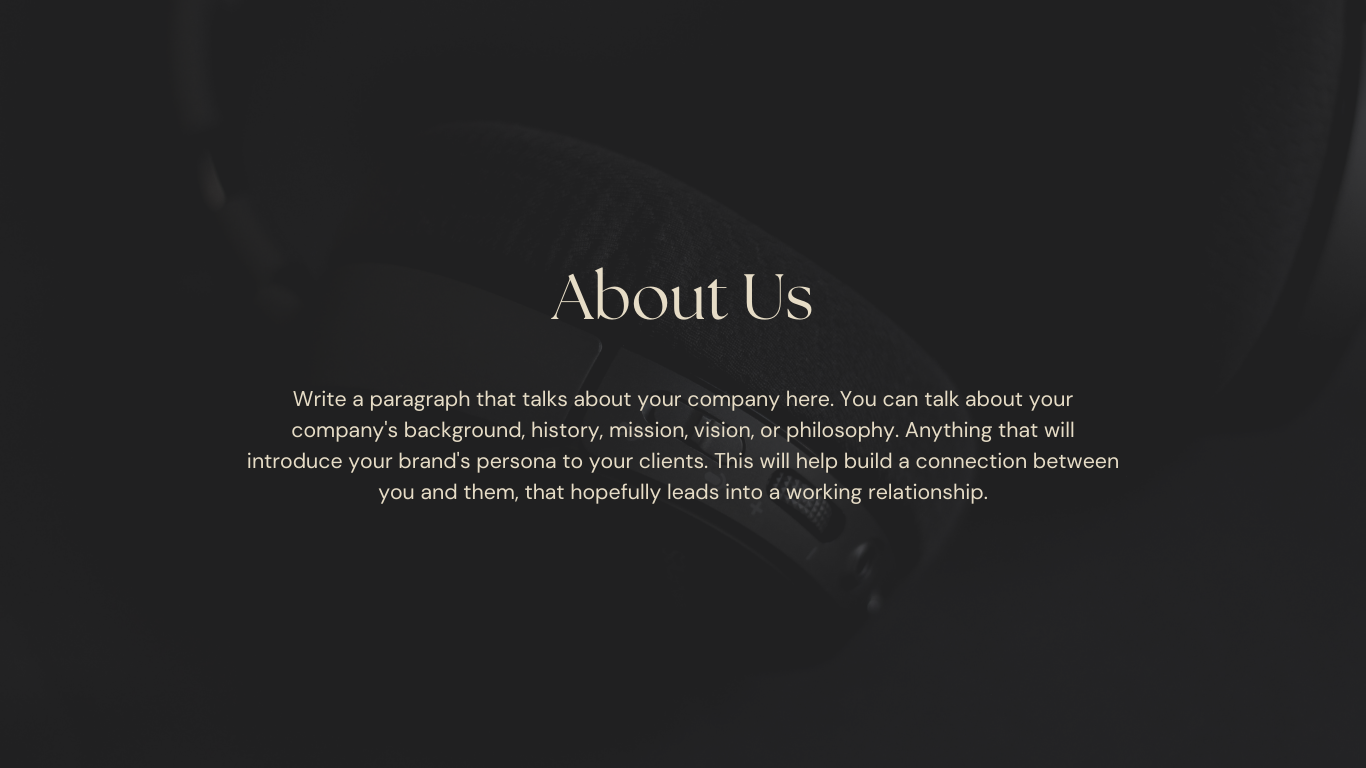 About Us
Write a paragraph that talks about your company here. You can talk about your
company's background, history, mission, vision, or philosophy. Anything that will
introduce your brand's persona to your clients. This will help build a connection between
you and them, that hopefully leads into a working relationship.